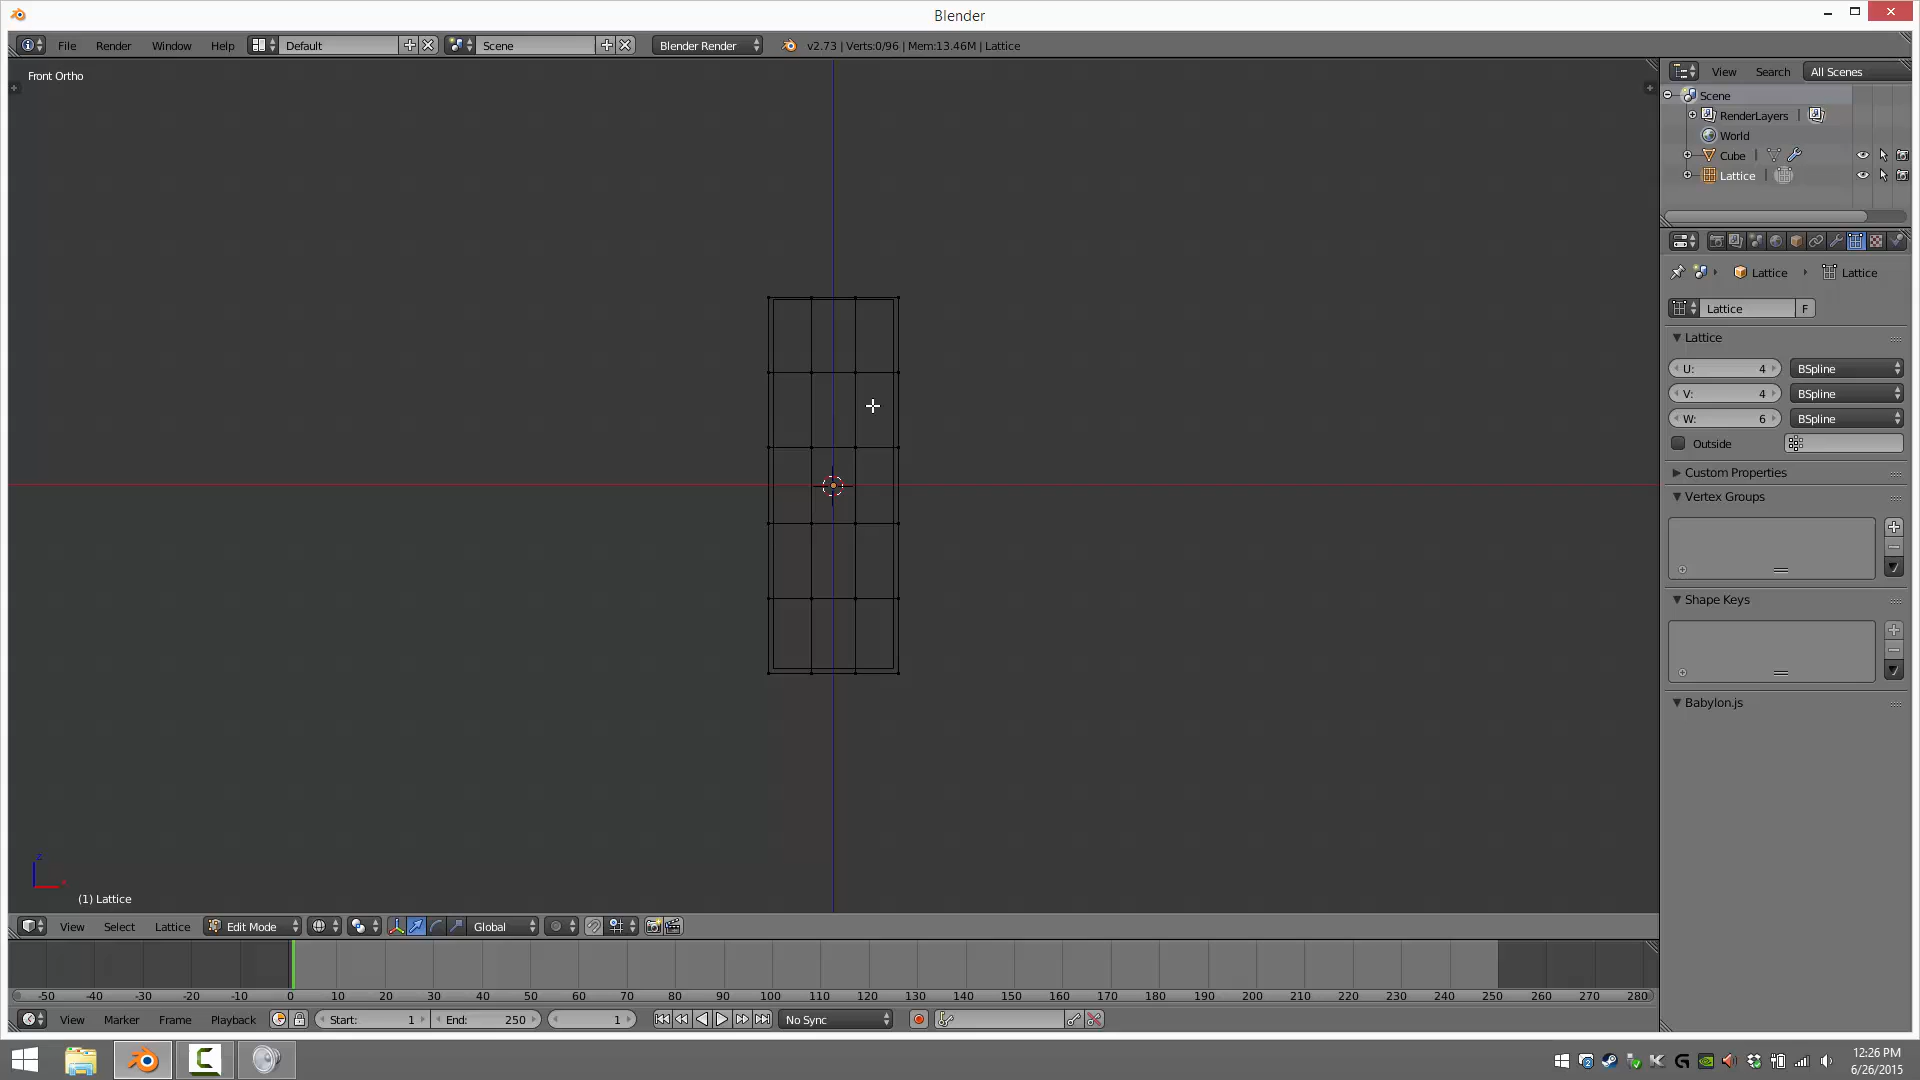 Blender
File Render Window Help Default Scene Blender Render v2.73 | Verts:0/96 | Mem:13.46M | Lattice
Front Ortho
View Search All Scenes
Scene
RenderLayers |
World
Cube |
Lattice |
Lattice Lattice
Lattice F
Lattice
U: 4 BSpline
V: 4 BSpline
W: 6 BSpline
Outside
Custom Properties
Vertex Groups
Shape Keys
Babylon.js
z
x
(1) Lattice
View Select Lattice Edit Mode Global
-50 -40 -30 -20 -10 0 10 20 30 40 50 60 70 80 90 100 110 120 130 140 150 160 170 180 190 200 210 220 230 240 250 260 270 280
View Marker Frame Playback Start: 1 End: 250 1 No Sync
12:26 PM
6/26/2015